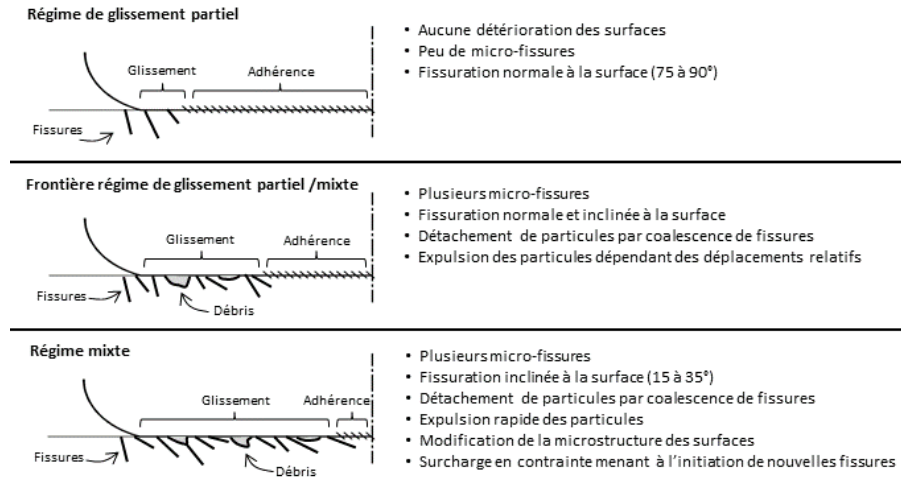 Régime de glissement partiel
Glissement
Adhérence
Fissures
• Aucune détérioration des surfaces
• Peu de micro-fissures
• Fissuration normale à la surface (75 à 90°)
Frontière régime de glissement partiel /mixte
Glissement
Adhérence
Fissures
Débris
• Plusieurs micro-fissures
• Fissuration normale et inclinée à la surface
• Détachement de particules par coalescence de fissures
• Expulsion des particules dépendant des déplacements relatifs
Régime mixte
Glissement
Adhérence
Fissures
Débris
• Plusieurs micro-fissures
• Fissuration inclinée à la surface (15 à 35°)
• Détachement de particules par coalescence de fissures
• Expulsion rapide des particules
• Modification de la microstructure des surfaces
• Surcharge en contrainte menant à l'initiation de nouvelles fissures